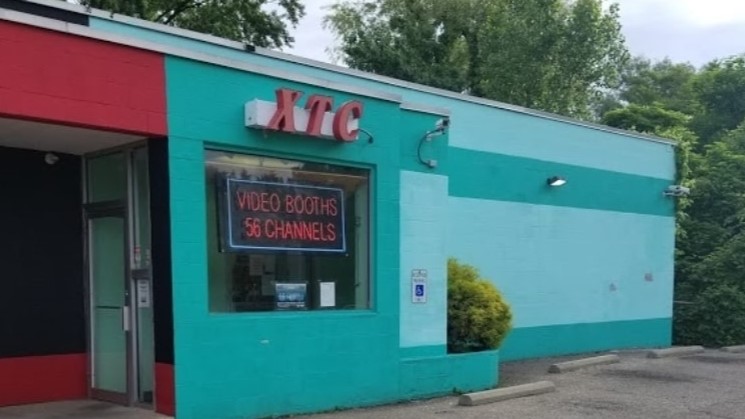 XTC
VIDEO BOOTHS
56 CHANNELS